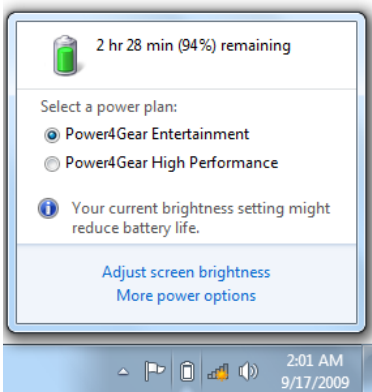 2 hr 28 min (94%) remaining
Select a power plan:
Power4Gear Entertainment
Power4Gear High Performance
Your current brightness setting might
reduce battery life.
Adjust screen brightness
More power options
2:01 AM
9/17/2009